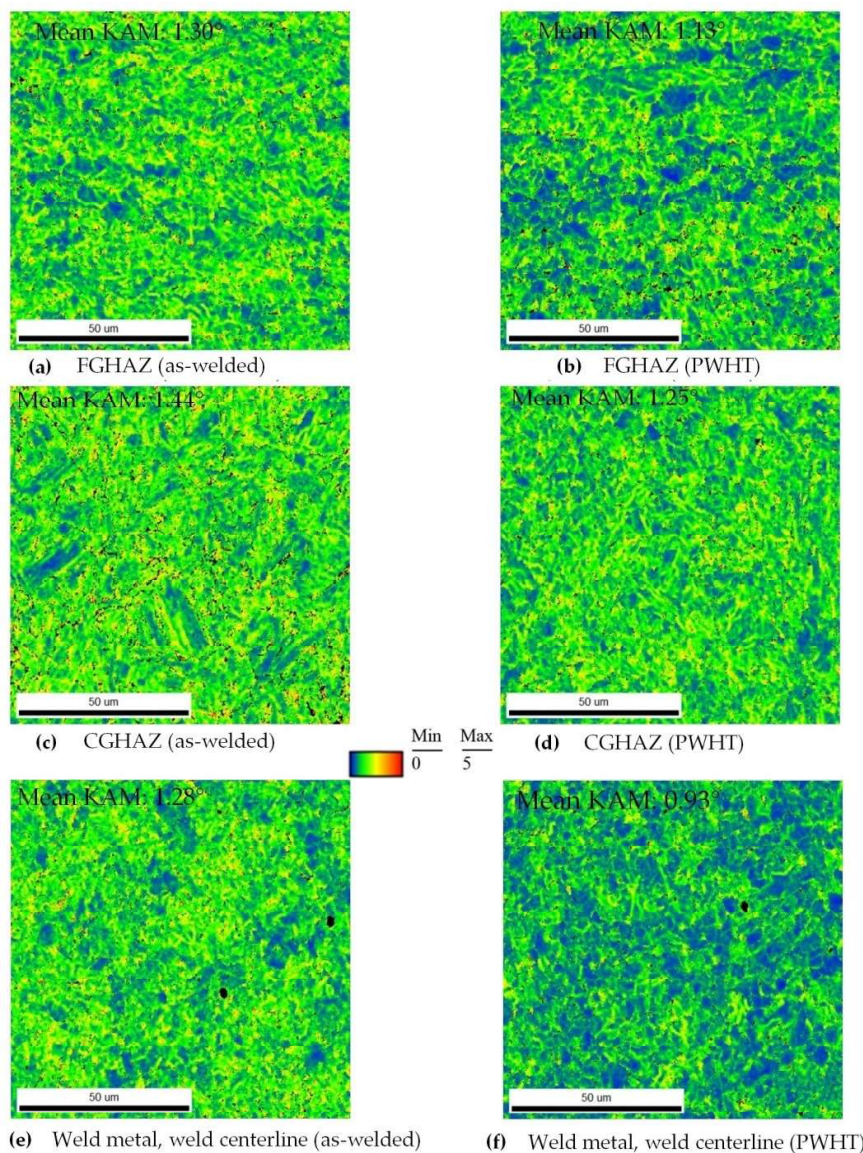 Mean KAM: 1.30°
Mean KAM: 1.13°
50 um
50 um
(a) FGHAZ (as-welded)
(b) FGHAZ (PWHT)
Mean KAM: 1.44°
Mean KAM: 1.25°
50 um
50 um
(c) CGHAZ (as-welded)
Min Max
0 5
(d) CGHAZ (PWHT)
Mean KAM: 1.28°
Mean KAM: 0.93°
50 um
50 um
(e) Weld metal, weld centerline (as-welded)
(f) Weld metal, weld centerline (PWHT)